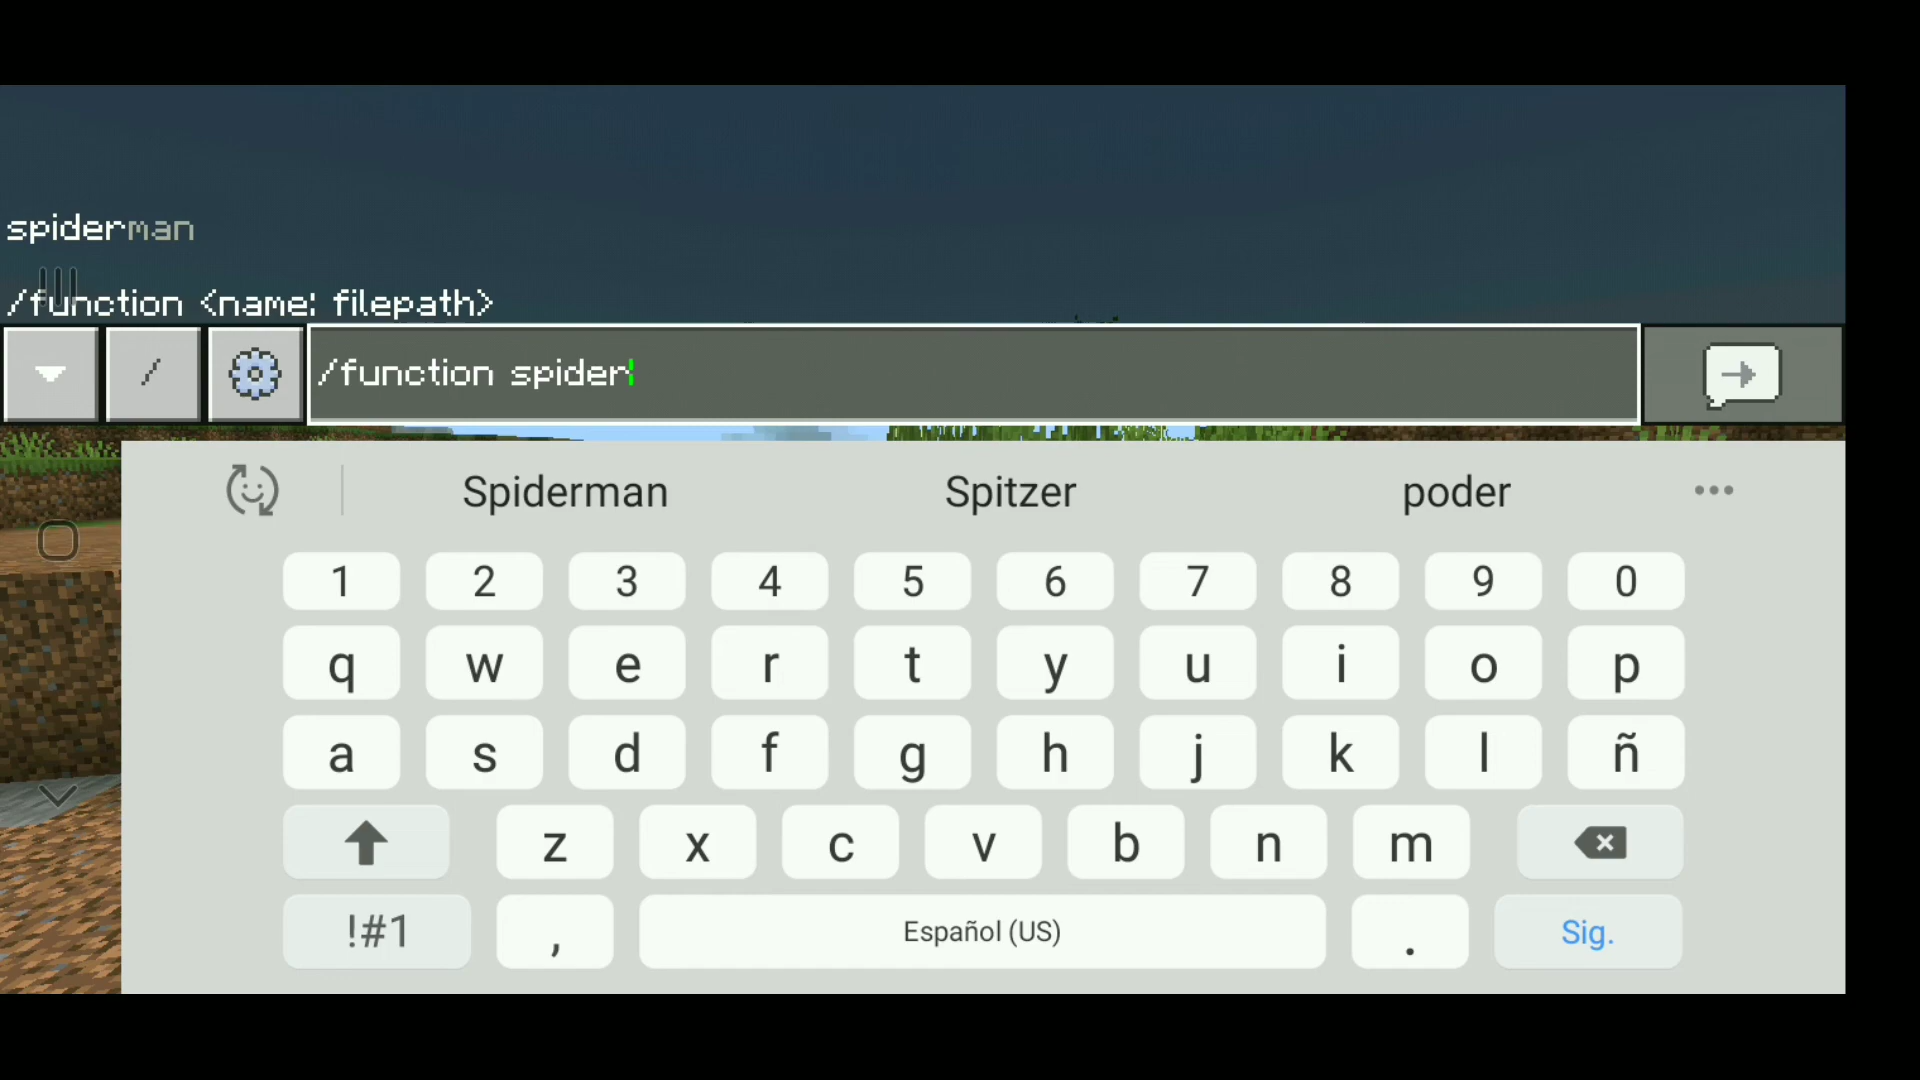 spiderman
/function <name: filepath>
/
/function spider
Spiderman Spitzer poder
1 2 3 4 5 6 7 8 9 0
q w e r t y u i o p
a s d f g h j k l ñ
z x c v b n m
!#1 , Español (US) . Sig.